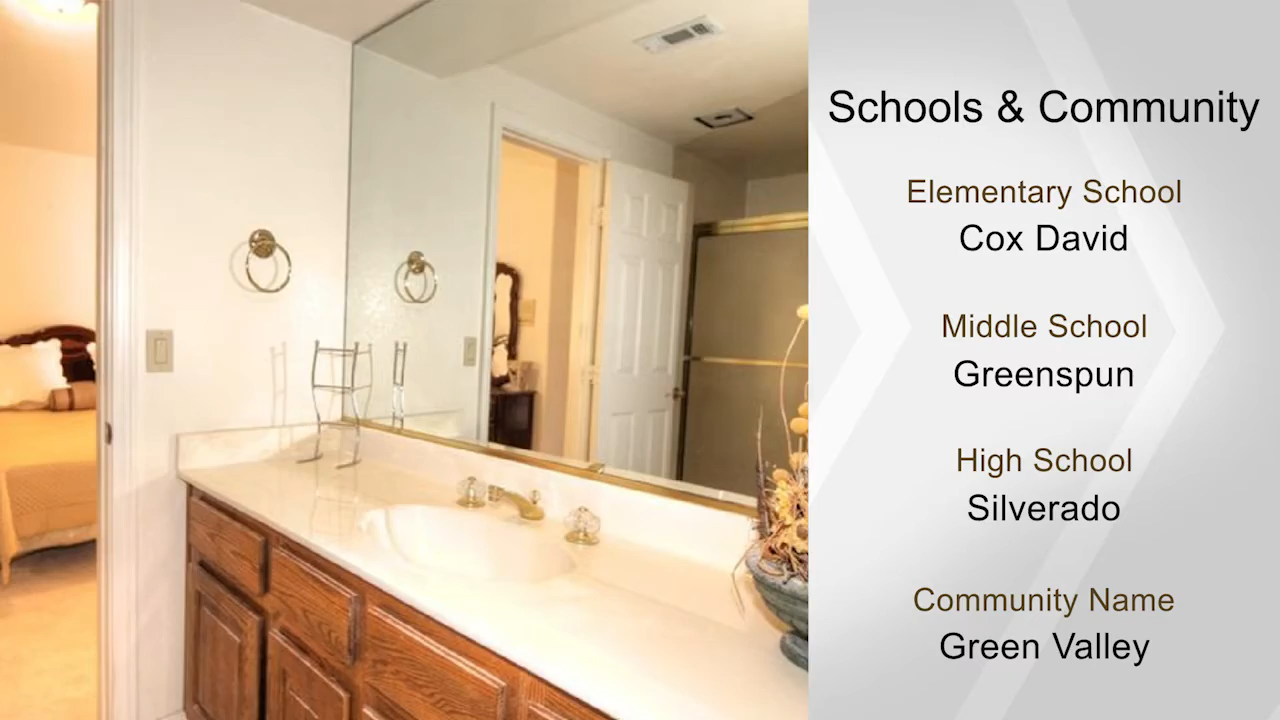 Schools & Community
Elementary School
Cox David
Middle School
Greenspun
High School
Silverado
Community Name
Green Valley